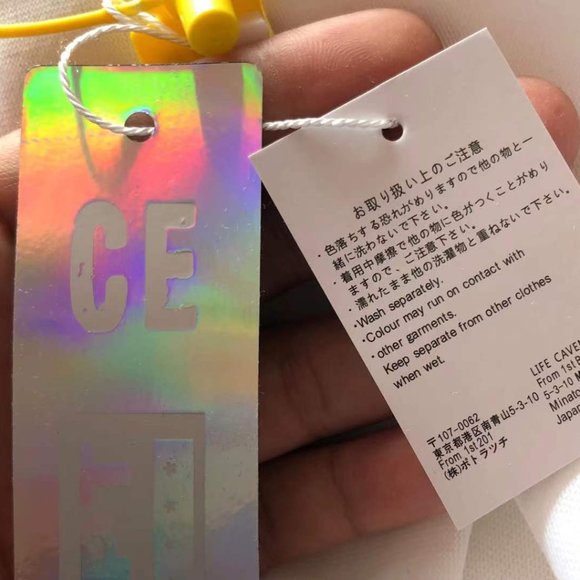 CE
お取り扱い上のご注意
・色落ちする恐れがめりますので他の物と一
緒に洗わないで下さい。
・着用中摩擦で他の物に色がつくことがめり
ますので、ご注意下さい。
濡れたまま他の洗濯物と重ねないで下さい。
•Wash separately.
•Colour may run on contact with
•other garments.
Keep separate from other clothes
when wet.
〒107-0062
東京都港区南青山5-3-10
From 1st201
(株)ボトラッチ
LIFE CAVE
From 1st
5-3-10 M
Minato
Japa